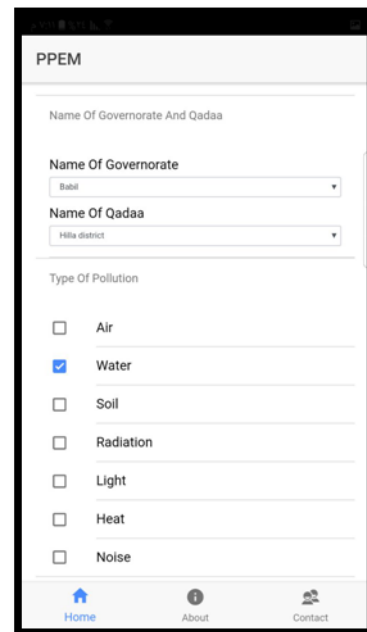 PPEM
Name Of Governorate And Qadaa
Name Of Governorate
Babil
Name Of Qadaa
Hilla district
Type Of Pollution
Air
Water
Soil
Radiation
Light
Heat
Noise
Home About Contact